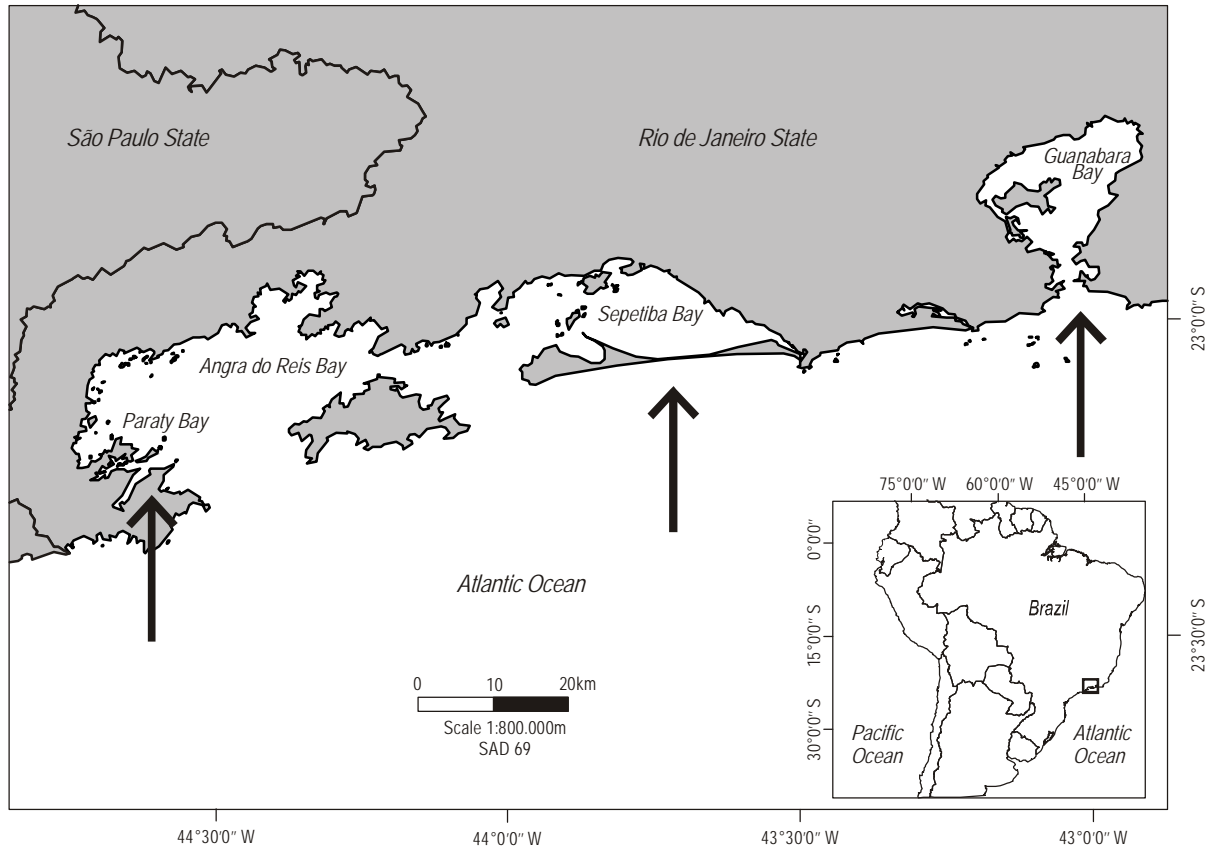 São Paulo State
Rio de Janeiro State
Guanabara
Bay
Sepetiba Bay
Angra do Reis Bay
Paraty Bay
Atlantic Ocean
0 10 20km
Scale 1:800.000m
SAD 69
23°0'0" S
23°30'0" S
44°30'0" W 44°0'0" W 43°30'0" W 43°0'0" W
75°0'0" W 60°0'0" W 45°0'0" W
0°0'0"
15°0'0" S
30°0'0" S
Brazil
Pacific
Ocean
Atlantic
Ocean